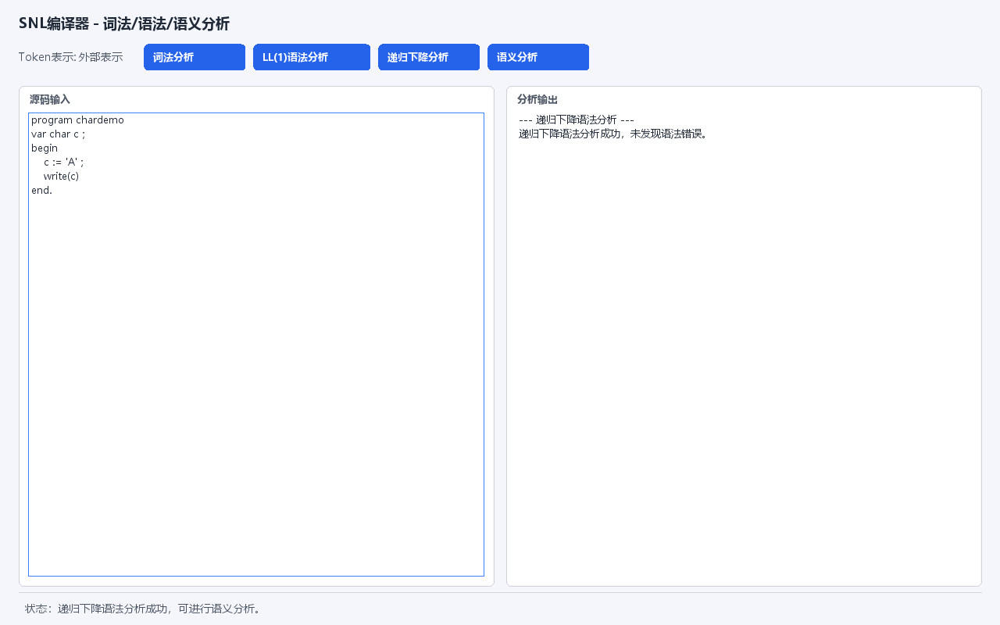 SNL编译器 - 词法/语法/语义分析
Token表示: 外部表示 词法分析 LL(1)语法分析 递归下降分析 语义分析
源码输入
program chardemo
var char c ;
begin
    c := 'A' ;
    write(c)
end.
分析输出
--- 递归下降语法分析 ---
递归下降语法分析成功，未发现语法错误。
状态：递归下降语法分析成功，可进行语义分析。